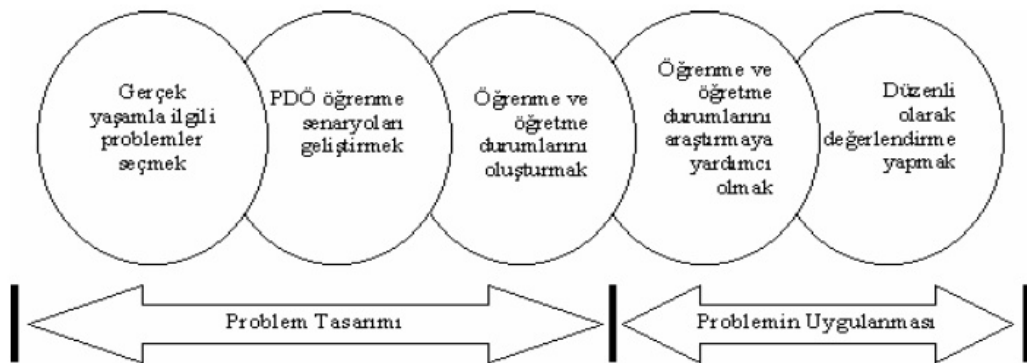 Gerçek
yaşamla ilgili
problemler
seçmek
PDÖ öğrenme
senaryoları
geliştirmek
Öğrenme ve
öğretme
durumlarını
oluşturmak
Öğrenme ve
öğretme
durumlarını
araştırmaya
yardımcı
olmak
Düzenli
olarak
değerlendirme
yapmak
Problem Tasarımı
Problemin Uygulanması